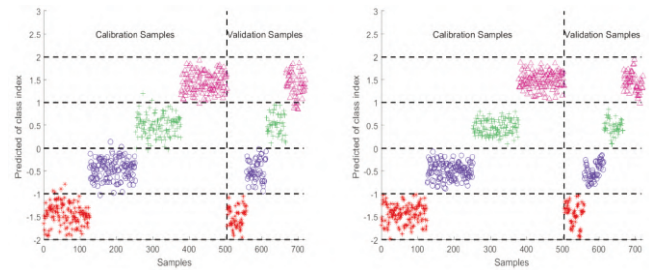 3
Calibration Samples
Validation Samples
2.5
2
1.5
1
0.5
0
-0.5
-1
-1.5
-2
Predicted of class index
0 100 200 300 400 500 600 700
Samples
3
Calibration Samples
Validation Samples
2.5
2
1.5
1
0.5
0
-0.5
-1
-1.5
-2
Predicted of class index
0 100 200 300 400 500 600 700
Samples